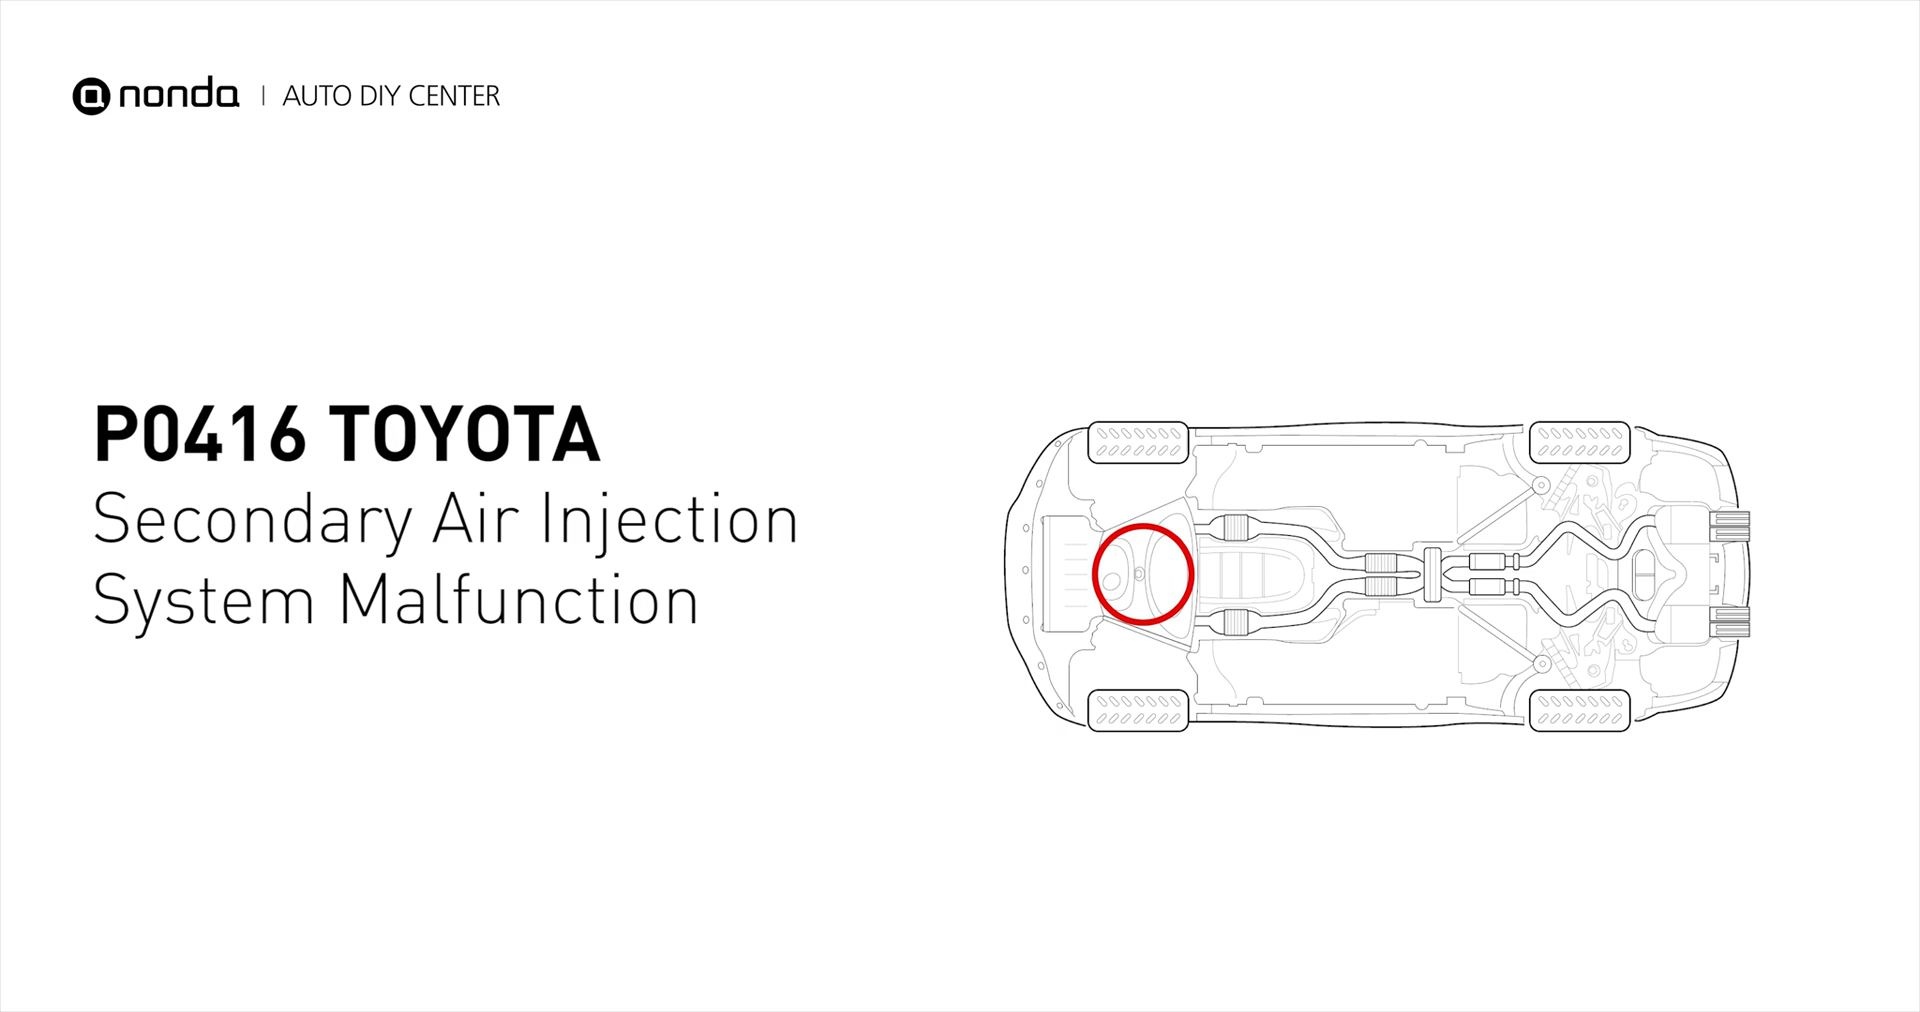 nonda | AUTO DIY CENTER
P0416 TOYOTA
Secondary Air Injection
System Malfunction